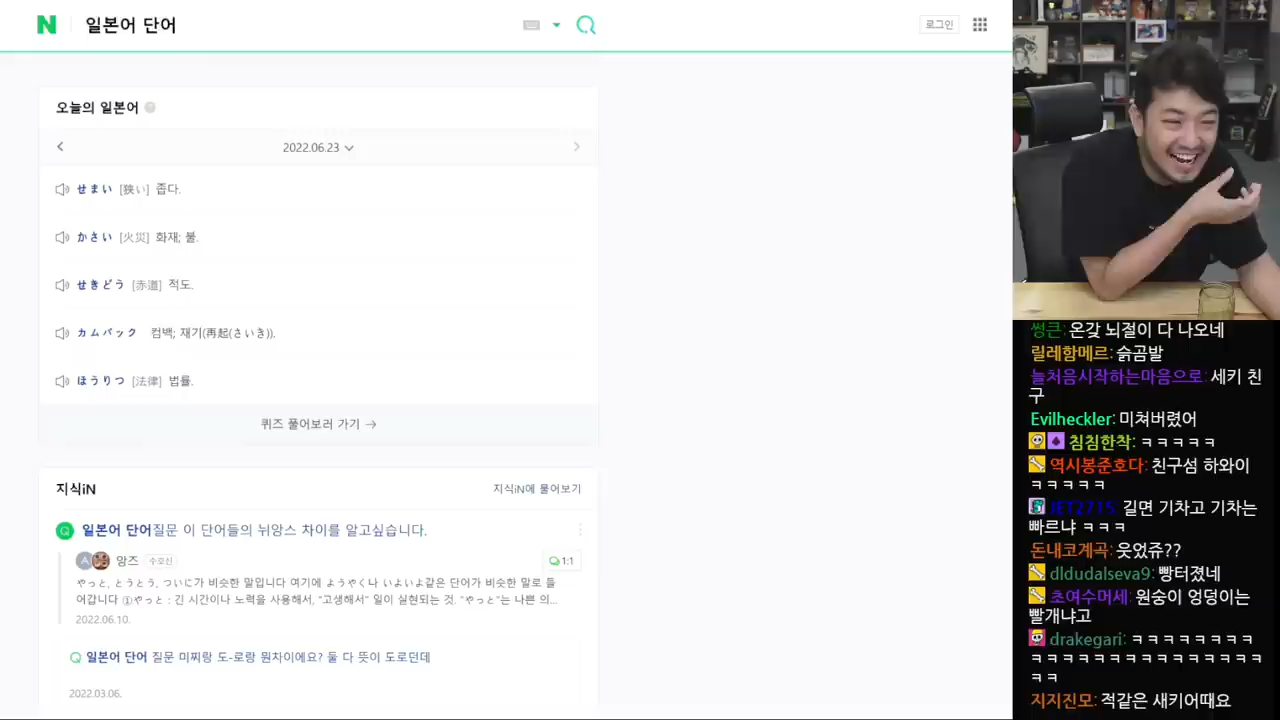 N 일본어 단어
로그인
오늘의 일본어
2022.06.23
せまい [狭い] 좁다.
かさい [火災] 화재; 불.
せきどう [赤道] 적도.
カムバック 컴백; 재기(再起(さいき)).
ほうりつ [法律] 법률.
퀴즈 풀어보러 가기 →
지식iN
지식iN에 물어보기
Q 일본어 단어질문 이 단어들의 뉘앙스 차이를 알고싶습니다.
A 앙즈 수호신
1:1
やっと, とうとう, ついに가 비슷한 말입니다 여기에 ようやく나 いよいよ같은 단어가 비슷한 말로 들
어갑니다 ①やっと : 긴 시간이나 노력을 사용해서, "고생해서" 일이 실현되는 것. "やっと"는 나쁜 의...
2022.06.10.
Q 일본어 단어 질문 미찌랑 도-로랑 뭔차이에요? 둘 다 뜻이 도로던데
2022.03.06.
썽큰: 온갖 뇌절이 다 나오네
릴레함메르: 슭곰발
늘처음시작하는마음으로: 세키 친
구
Evilheckler: 미쳐버렸어
침침한착: ㅋㅋㅋㅋㅋ
역시봉준호다: 친구섬 하와이
ㅋㅋㅋㅋㅋ
JET2715: 길면 기차고 기차는
빠르냐 ㅋㅋㅋ
돈내코계곡: 웃었쥬??
dldudalseva9: 빵터졌네
초여수머세: 원숭이 엉덩이는
빨개냐고
drakegari: ㅋㅋㅋㅋㅋㅋㅋㅋ
ㅋㅋㅋㅋㅋㅋㅋㅋㅋㅋㅋㅋㅋㅋㅋ
ㅋㅋ
지지진모: 적같은 새키어때요